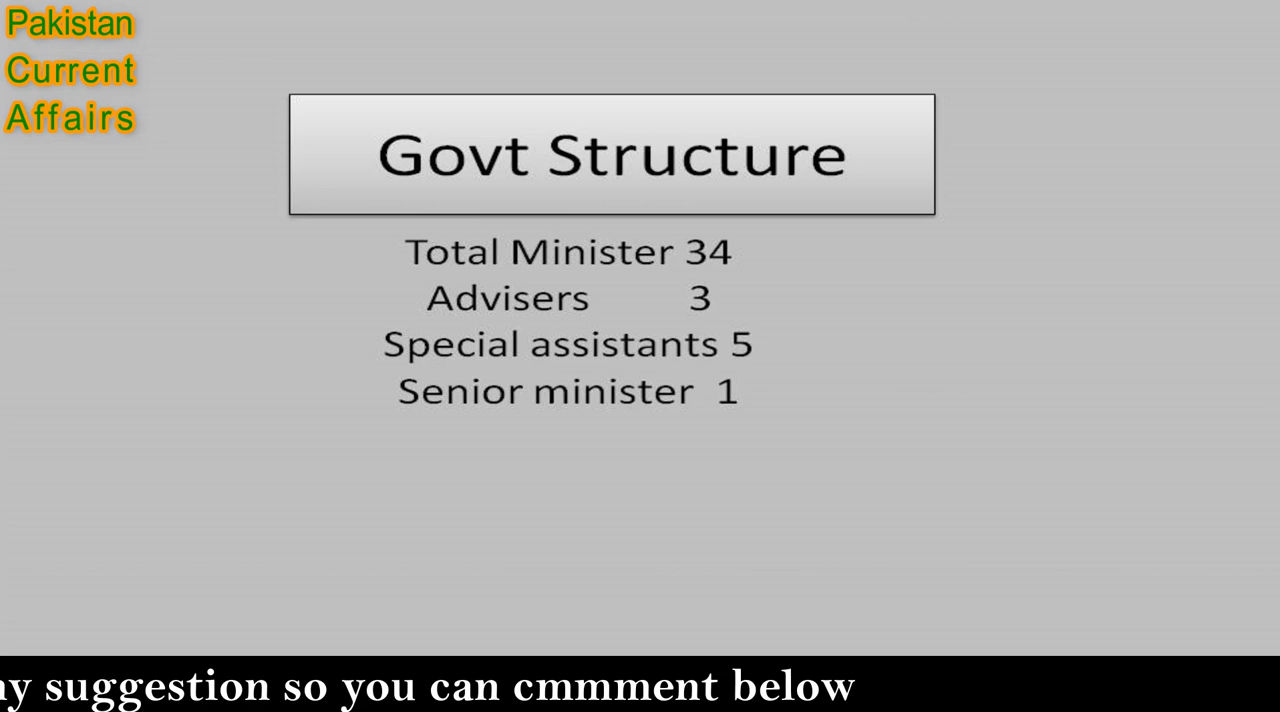 Pakistan
Current
Affairs
Govt Structure
Total Minister 34
Advisers 3
Special assistants 5
Senior minister 1
suggestion so you can cmmment below